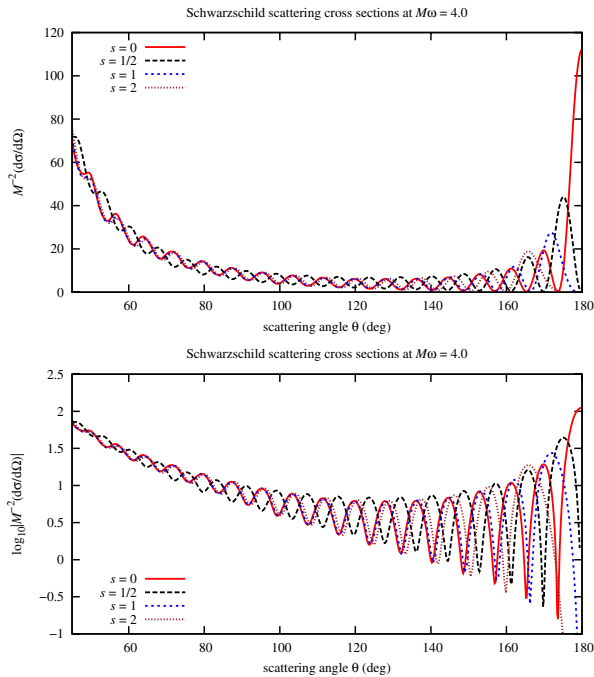 Schwarzschild scattering cross sections at Mω = 4.0
M⁻²(dσ/dΩ)
120
100
80
60
40
20
0
s = 0
s = 1/2
s = 1
s = 2
60 80 100 120 140 160 180
scattering angle θ (deg)
Schwarzschild scattering cross sections at Mω = 4.0
log₁₀|M⁻²(dσ/dΩ)|
2.5
2
1.5
1
0.5
0
−0.5
−1
s = 0
s = 1/2
s = 1
s = 2
60 80 100 120 140 160 180
scattering angle θ (deg)